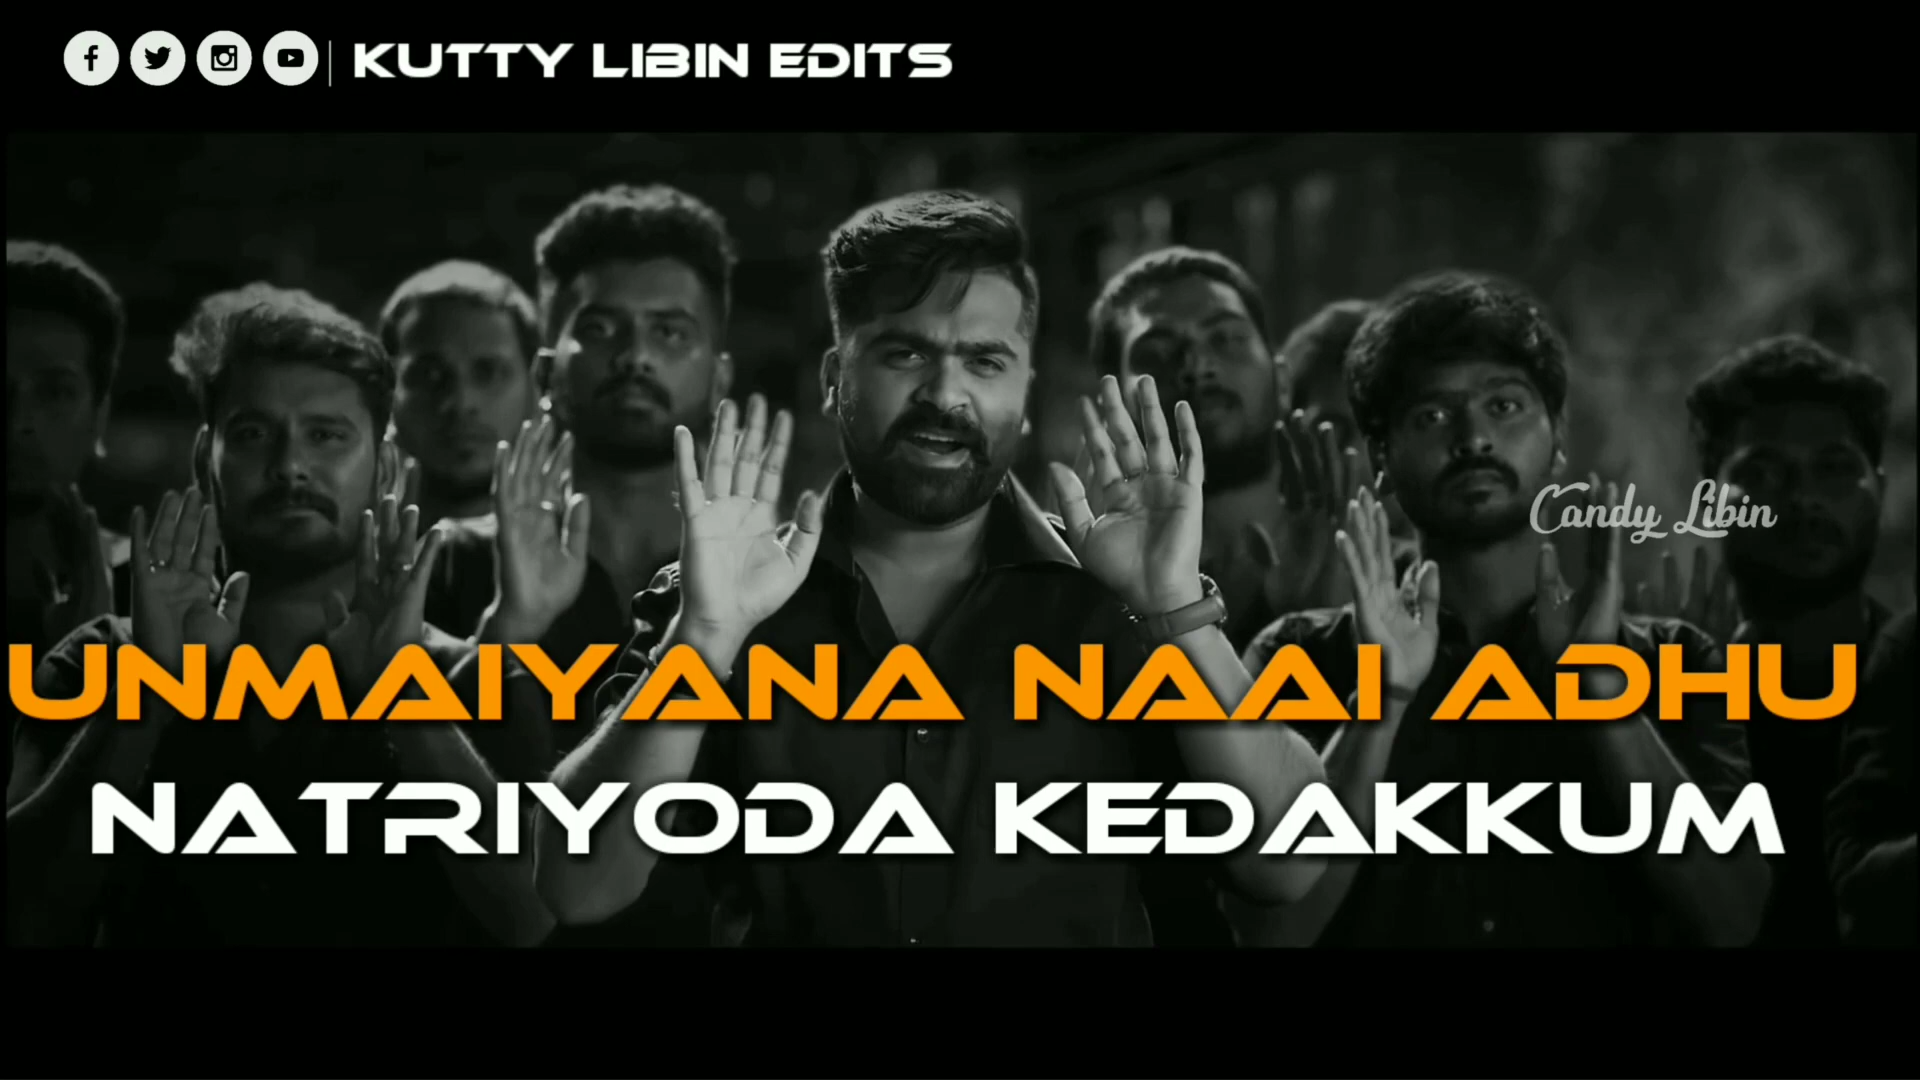 KUTTY LIBIN EDITS
Candy Libin
UNMAIYANA NAAI ADHU
NATRIYODA KEDAKKUM